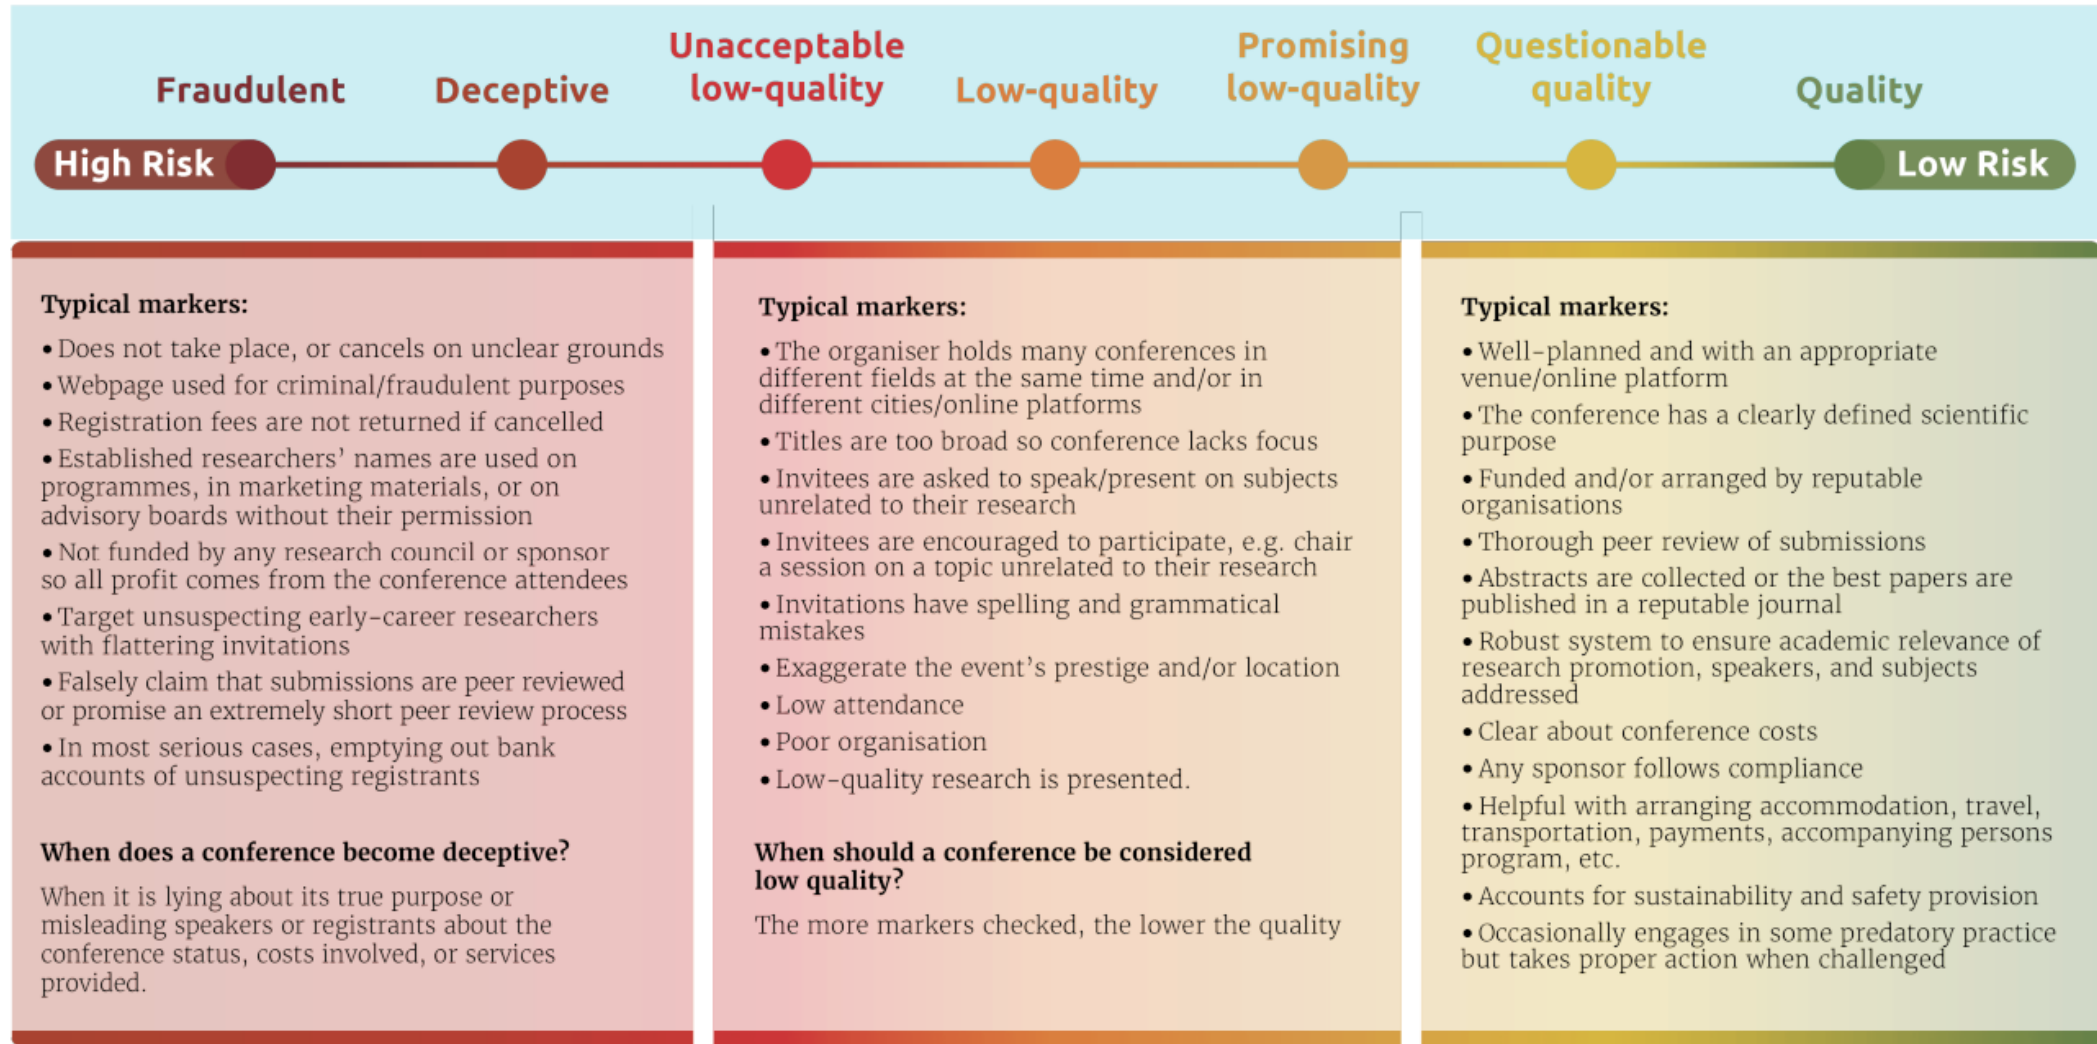 Unacceptable
low-quality
Promising
low-quality
Questionable
quality
Fraudulent
Deceptive
Low-quality
Quality
High Risk
Low Risk
Typical markers:
• Does not take place, or cancels on unclear grounds
• Webpage used for criminal/fraudulent purposes
• Registration fees are not returned if cancelled
• Established researchers’ names are used on
programmes, in marketing materials, or on
advisory boards without their permission
• Not funded by any research council or sponsor
so all profit comes from the conference attendees
• Target unsuspecting early-career researchers
with flattering invitations
• Falsely claim that submissions are peer reviewed
or promise an extremely short peer review process
• In most serious cases, emptying out bank
accounts of unsuspecting registrants
When does a conference become deceptive?
When it is lying about its true purpose or
misleading speakers or registrants about the
conference status, costs involved, or services
provided.
Typical markers:
• The organiser holds many conferences in
different fields at the same time and/or in
different cities/online platforms
• Titles are too broad so conference lacks focus
• Invitees are asked to speak/present on subjects
unrelated to their research
• Invitees are encouraged to participate, e.g. chair
a session on a topic unrelated to their research
• Invitations have spelling and grammatical
mistakes
• Exaggerate the event’s prestige and/or location
• Low attendance
• Poor organisation
• Low-quality research is presented.
When should a conference be considered
low quality?
The more markers checked, the lower the quality
Typical markers:
• Well-planned and with an appropriate
venue/online platform
• The conference has a clearly defined scientific
purpose
• Funded and/or arranged by reputable
organisations
• Thorough peer review of submissions
• Abstracts are collected or the best papers are
published in a reputable journal
• Robust system to ensure academic relevance of
research promotion, speakers, and subjects
addressed
• Clear about conference costs
• Any sponsor follows compliance
• Helpful with arranging accommodation, travel,
transportation, payments, accompanying persons
program, etc.
• Accounts for sustainability and safety provision
• Occasionally engages in some predatory practice
but takes proper action when challenged